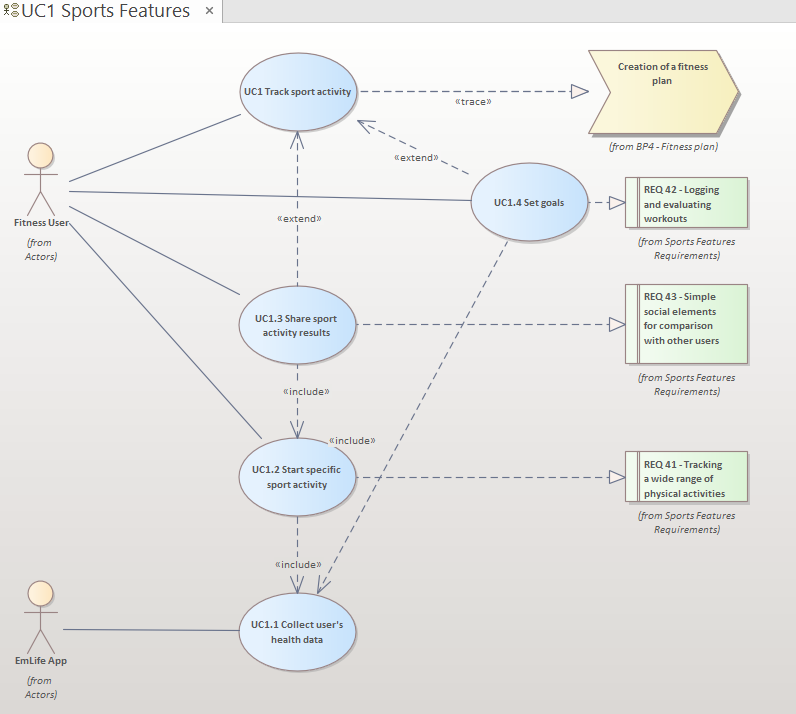 UC1 Sports Features ×
UC1 Track sport activity
«trace»
Creation of a fitness
plan
(from BP4 - Fitness plan)
«extend»
Fitness User
(from
Actors)
UC1.4 Set goals
REQ 42 - Logging
and evaluating
workouts
(from Sports Features
Requirements)
«extend»
UC1.3 Share sport
activity results
REQ 43 - Simple
social elements
for comparison
with other users
(from Sports Features
Requirements)
«include»
«include»
UC1.2 Start specific
sport activity
REQ 41 - Tracking
a wide range of
physical activities
(from Sports Features
Requirements)
«include»
UC1.1 Collect user's
health data
EmLife App
(from
Actors)